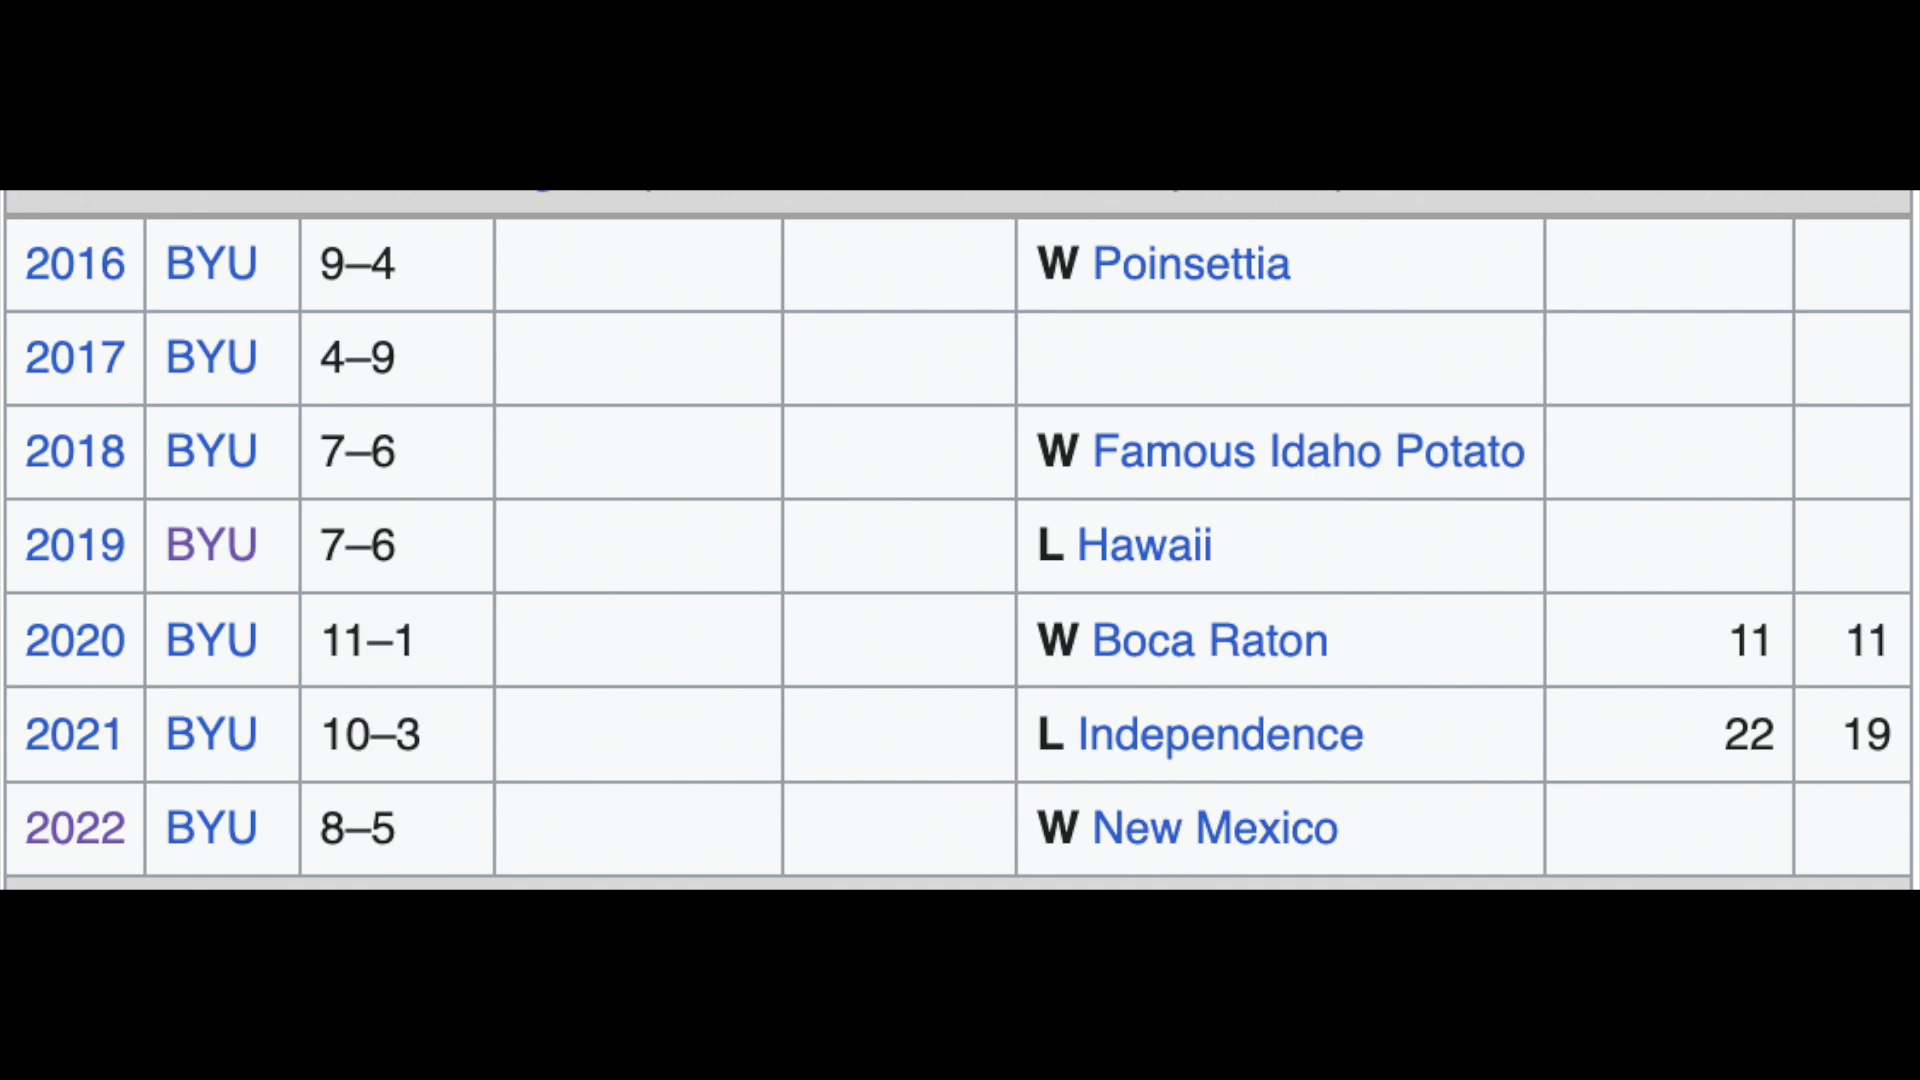 2016 BYU 9–4 W Poinsettia
2017 BYU 4–9
2018 BYU 7–6 W Famous Idaho Potato
2019 BYU 7–6 L Hawaii
2020 BYU 11–1 W Boca Raton 11 11
2021 BYU 10–3 L Independence 22 19
2022 BYU 8–5 W New Mexico